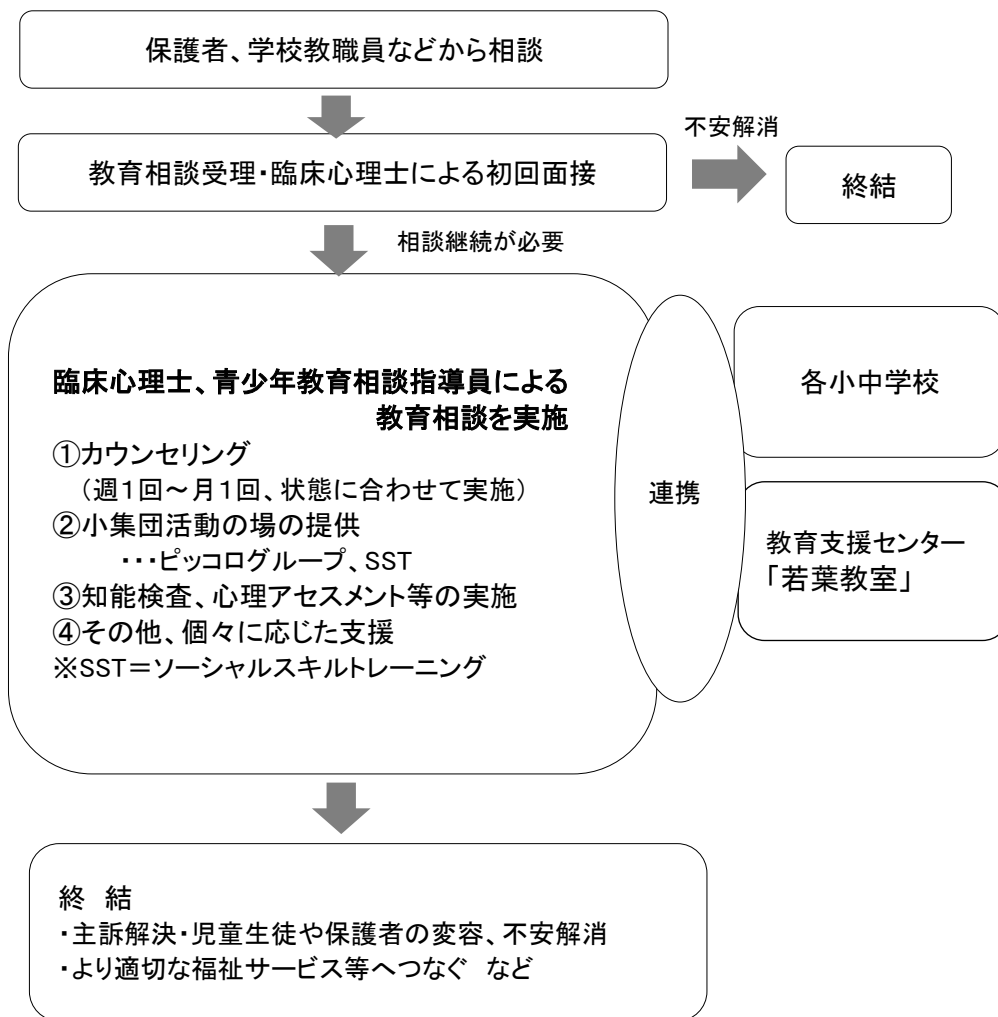 保護者、学校教職員などから相談
不安解消
教育相談受理・臨床心理士による初回面接
終結
相談継続が必要
臨床心理士、青少年教育相談指導員による
教育相談を実施
①カウンセリング
（週１回～月１回、状態に合わせて実施）
②小集団活動の場の提供
・・・ピッコログループ、SST
③知能検査、心理アセスメント等の実施
④その他、個々に応じた支援
※SST＝ソーシャルスキルトレーニング
連携
各小中学校
教育支援センター
「若葉教室」
終　結
・主訴解決・児童生徒や保護者の変容、不安解消
・より適切な福祉サービス等へつなぐ　など